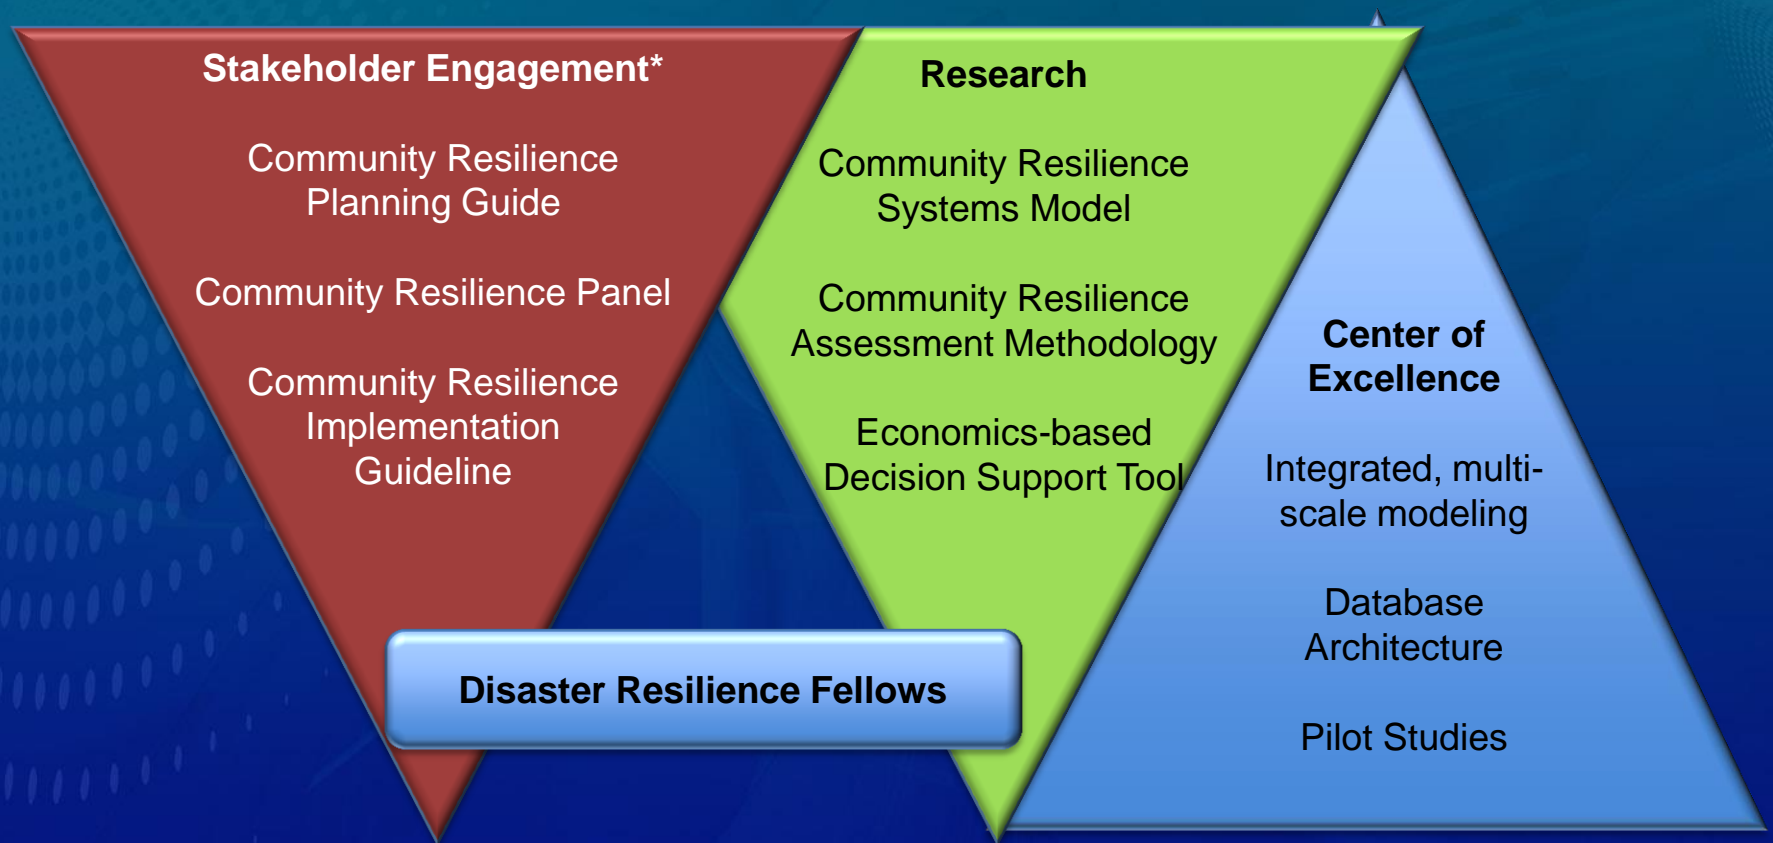 Stakeholder Engagement*
Community Resilience
Planning Guide
Community Resilience Panel
Community Resilience
Implementation
Guideline
Research
Community Resilience
Systems Model
Community Resilience
Assessment Methodology
Economics-based
Decision Support Tool
Center of
Excellence
Integrated, multi-
scale modeling
Database
Architecture
Pilot Studies
Disaster Resilience Fellows